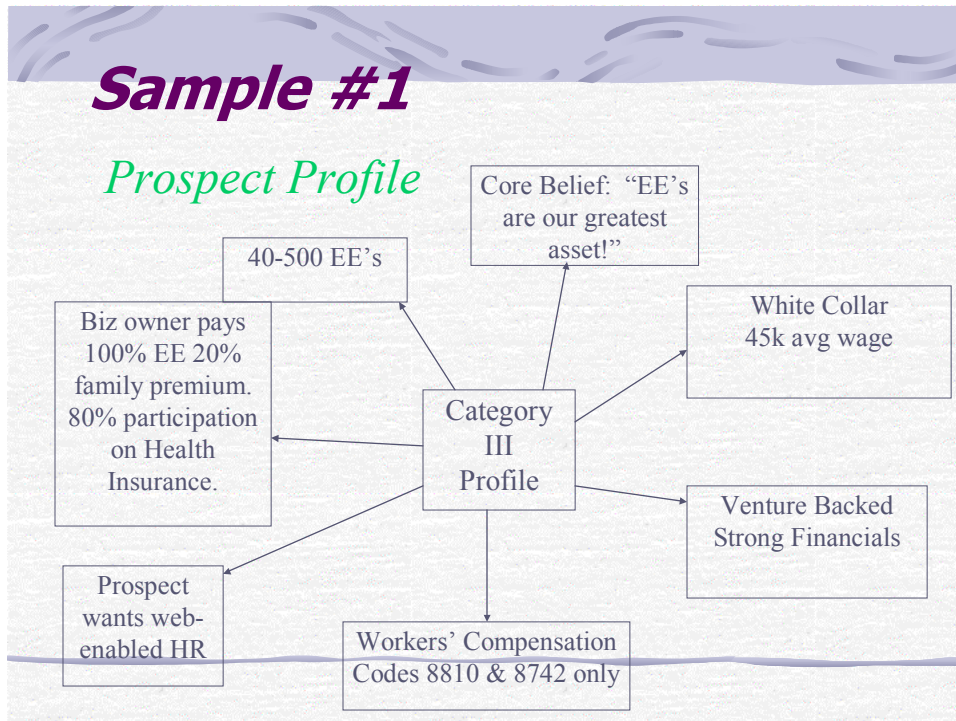 Sample #1
Prospect Profile
Core Belief: “EE’s
are our greatest
asset!”
40-500 EE’s
White Collar
45k avg wage
Biz owner pays
100% EE 20%
family premium.
80% participation
on Health
Insurance.
Category
III
Profile
Venture Backed
Strong Financials
Prospect
wants web-
enabled HR
Workers’ Compensation
Codes 8810 & 8742 only